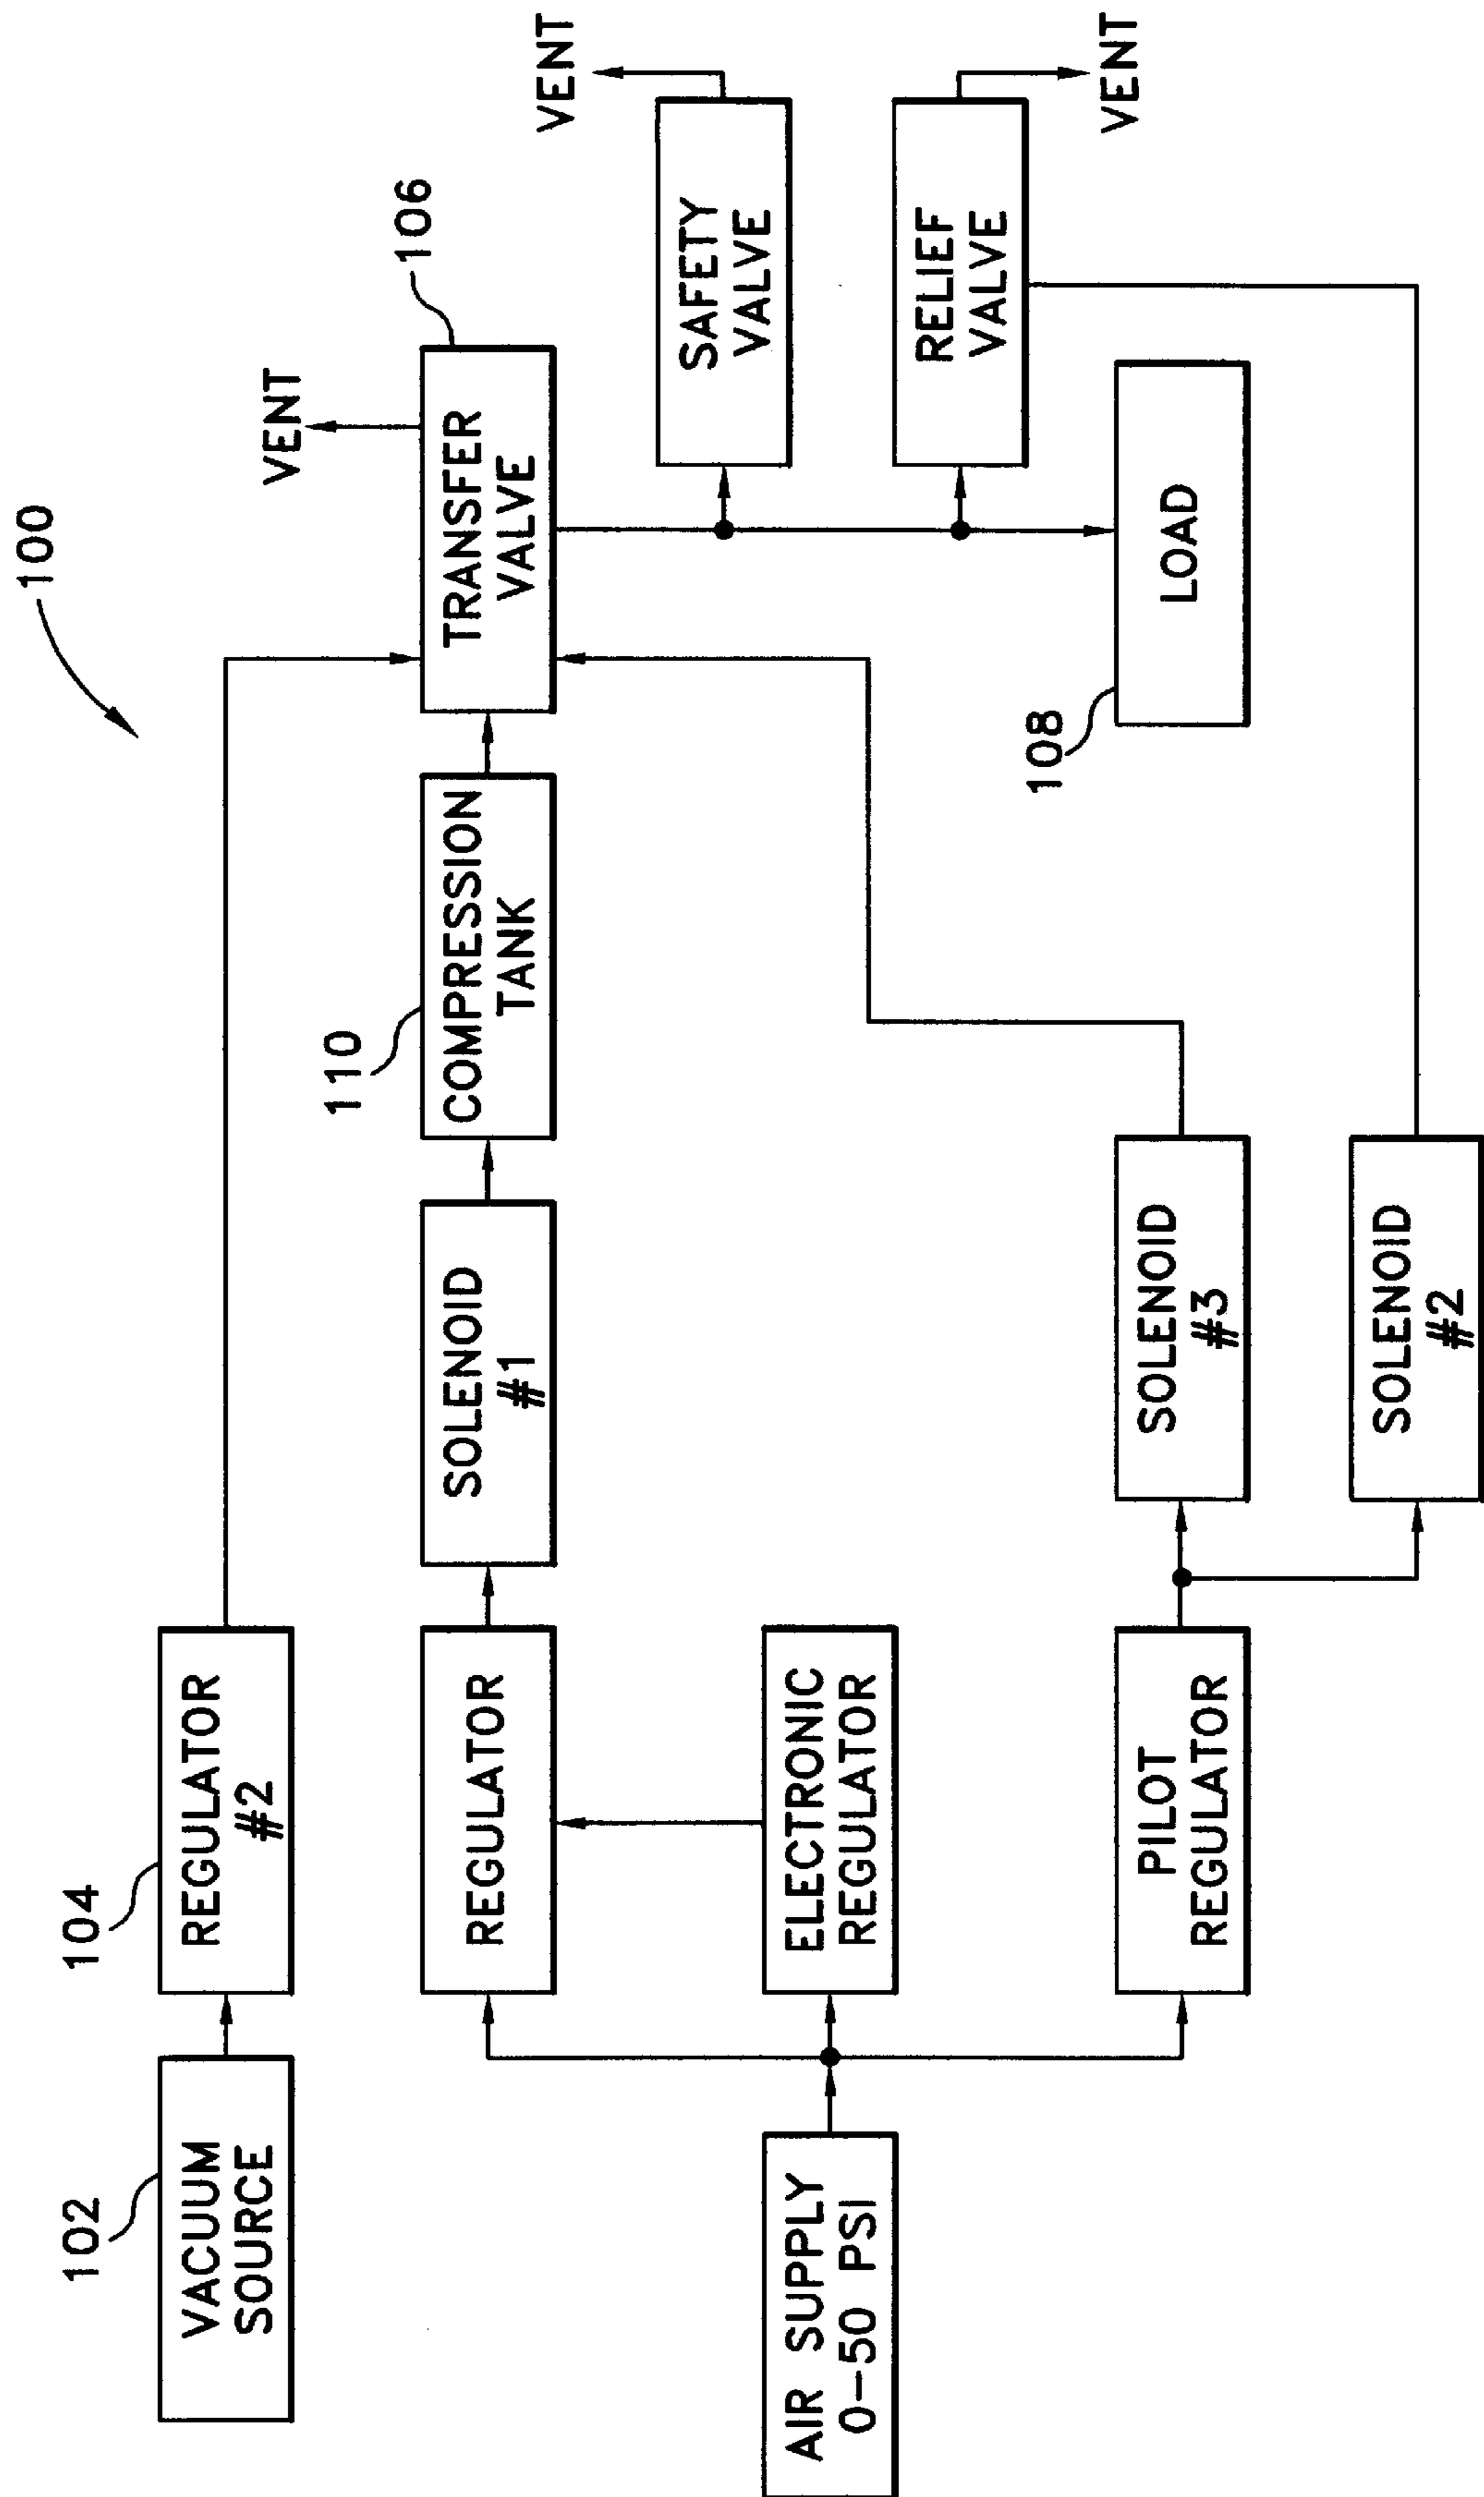 100
102
VACUUM
SOURCE
104
REGULATOR
#2
VENT
106
110
REGULATOR
SOLENOID
#1
COMPRESSION
TANK
TRANSFER
VALVE
VENT
SAFETY
VALVE
AIR SUPPLY
0-50 PSI
ELECTRONIC
REGULATOR
RELIEF
VALVE
VENT
108
PILOT
REGULATOR
SOLENOID
#3
LOAD
SOLENOID
#2